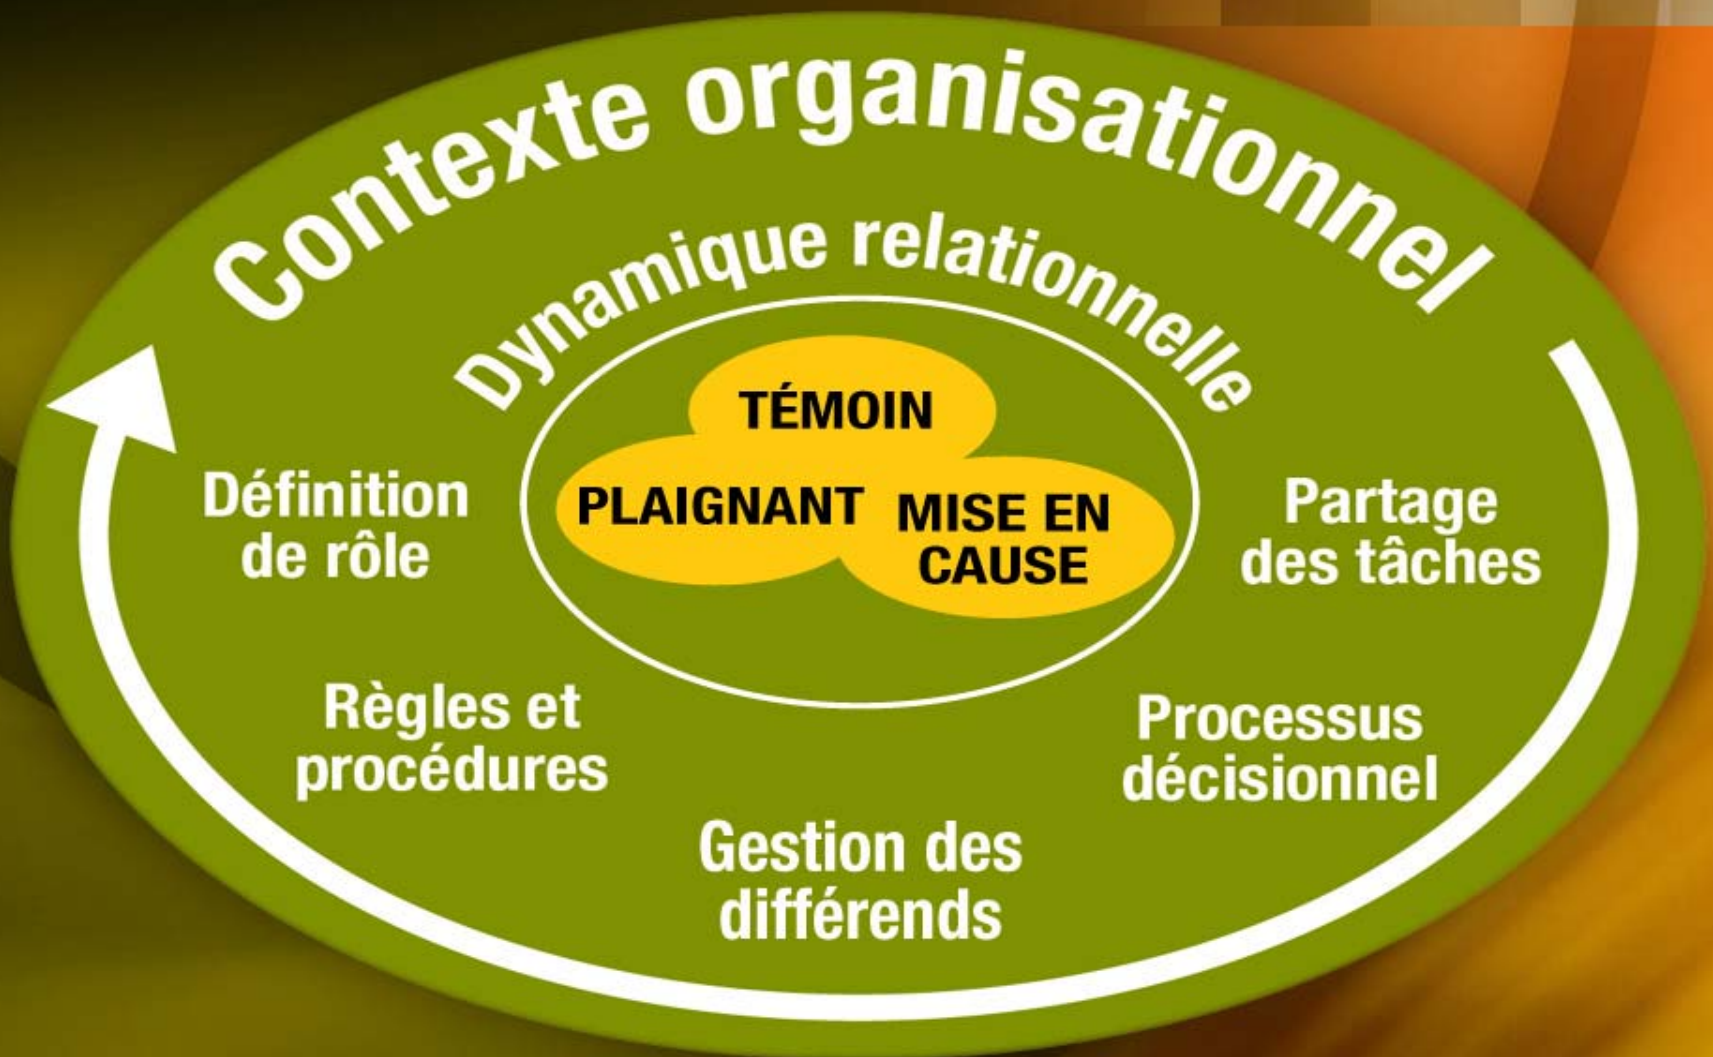 Contexte organisationnel
Dynamique relationnelle
TÉMOIN
PLAIGNANT
MISE EN
CAUSE
Définition
de rôle
Partage
des tâches
Règles et
procédures
Processus
décisionnel
Gestion des
différends